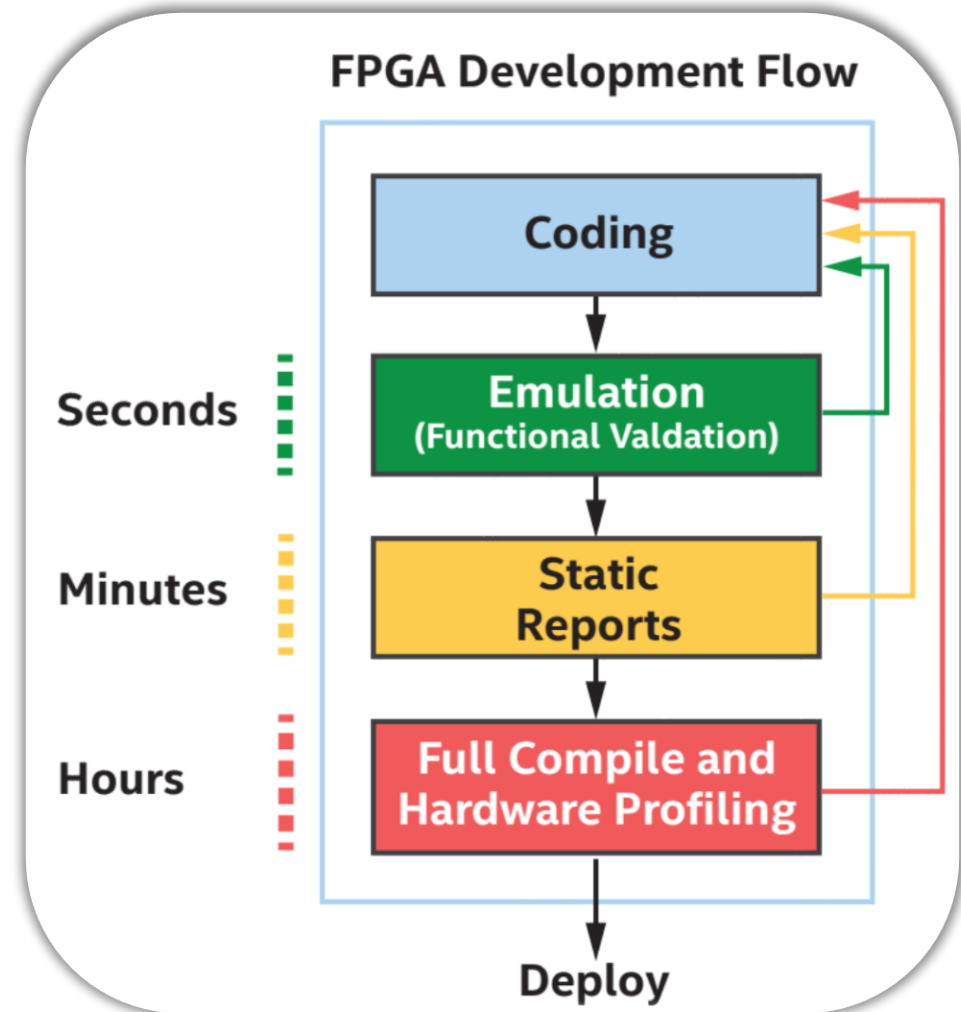 FPGA Development Flow
Coding
Seconds
Emulation
(Functional Valdation)
Minutes
Static
Reports
Hours
Full Compile and
Hardware Profiling
Deploy